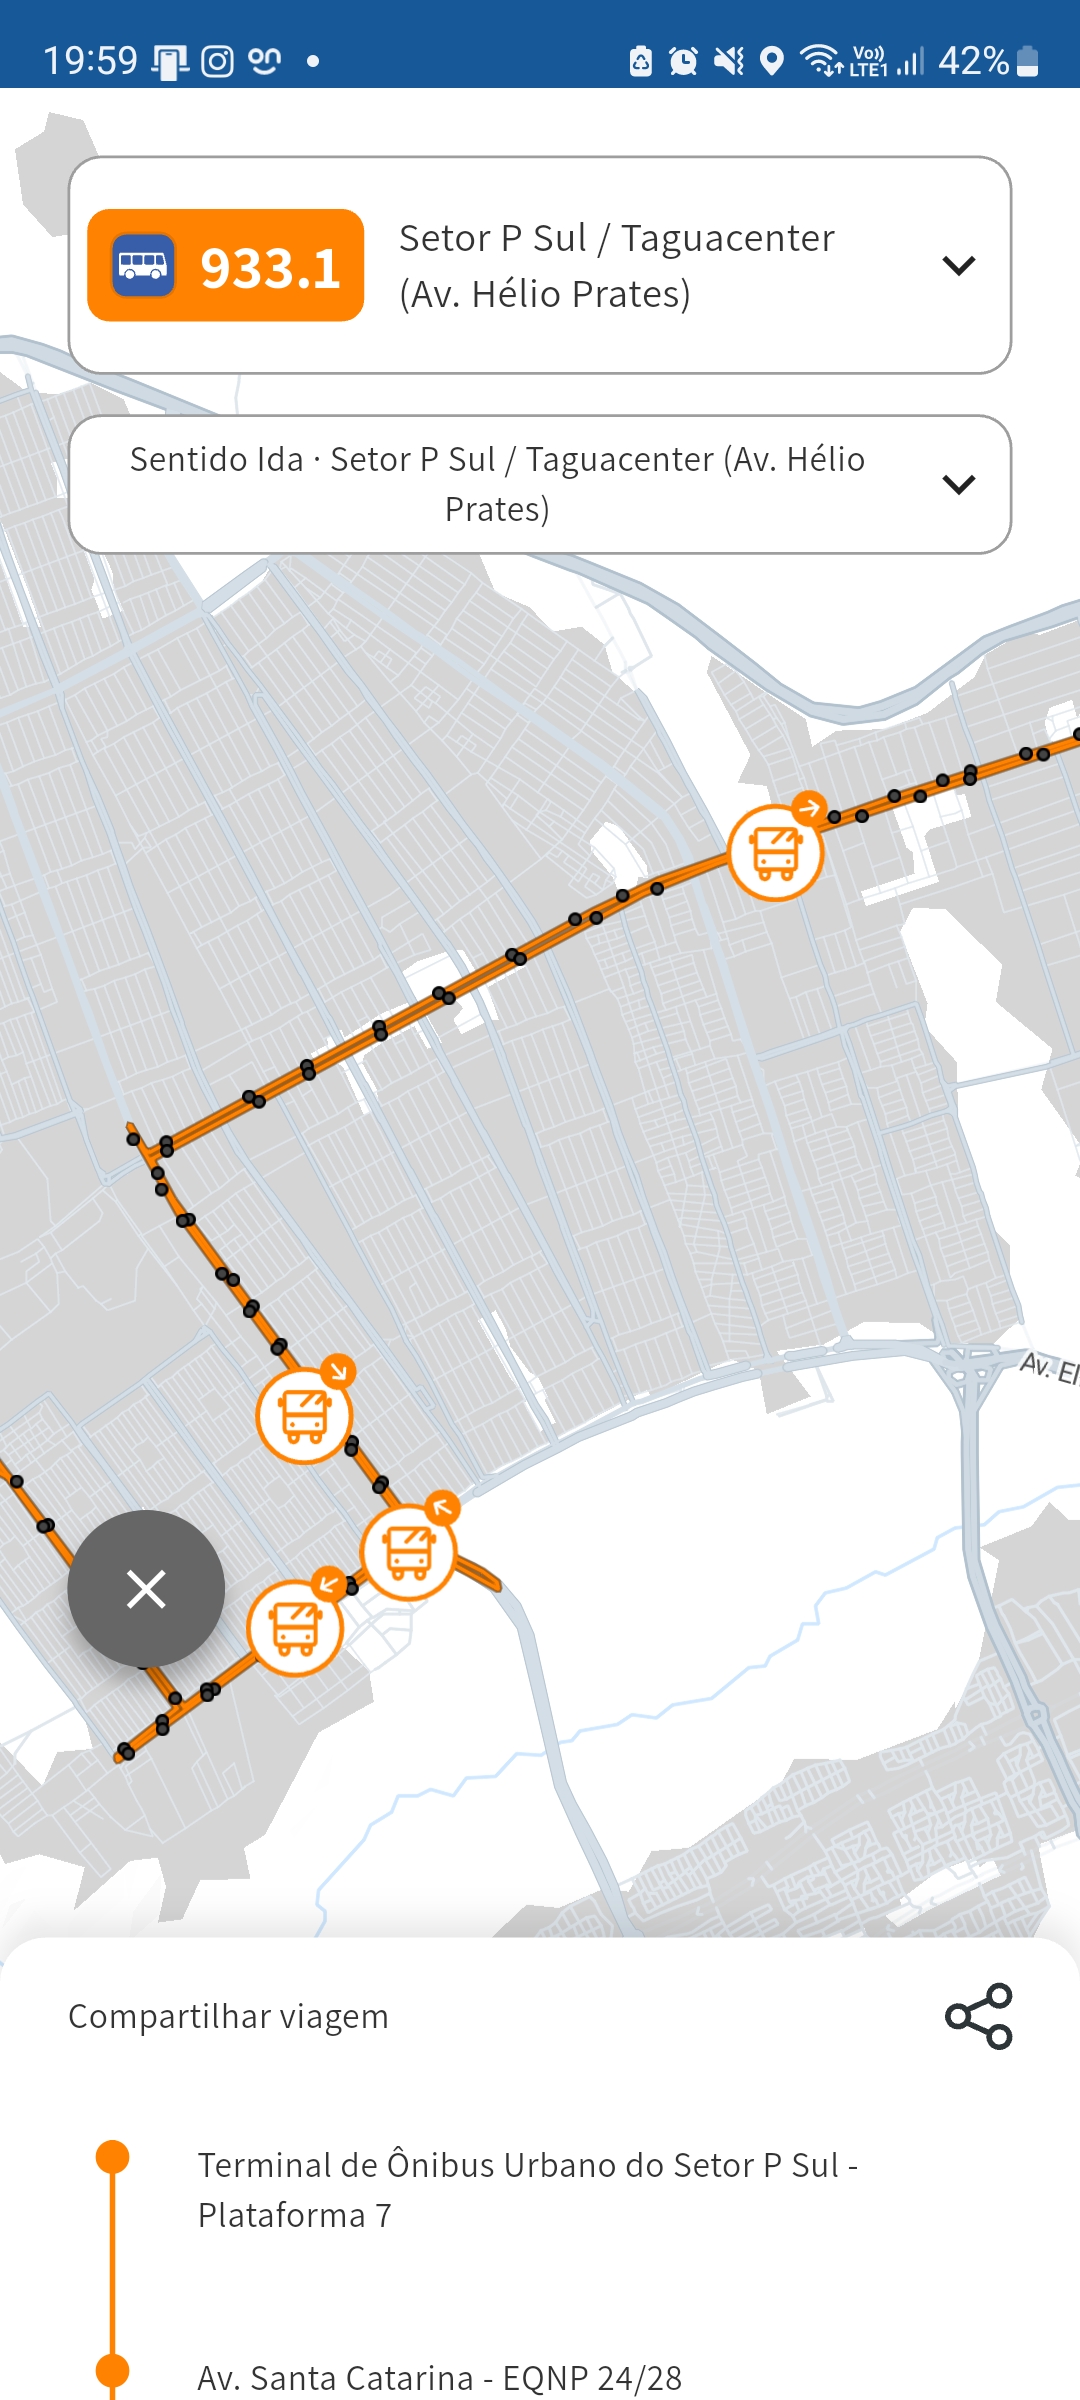 19:59
Vo))
LTE1
42%
933.1
Setor P Sul / Taguacenter
(Av. Hélio Prates)
Sentido Ida · Setor P Sul / Taguacenter (Av. Hélio
Prates)
Av. El
Compartilhar viagem
Terminal de Ônibus Urbano do Setor P Sul -
Plataforma 7
Av. Santa Catarina - EQNP 24/28